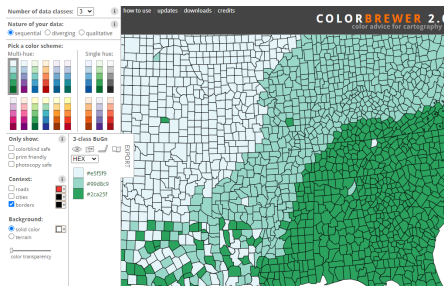 Number of data classes: 3
how to use updates downloads credits
COLORBREWER 2.0
color advice for cartography
Nature of your data:
sequential diverging qualitative
Pick a color scheme:
Multi-hue: Single hue:
Only show:
colorblind safe
print friendly
photocopy safe
3-class BuGn
EXPORT
HEX
#e5f5f9
#99d8c9
#2ca25f
Context:
roads
cities
borders
Background:
solid color
terrain
color transparency